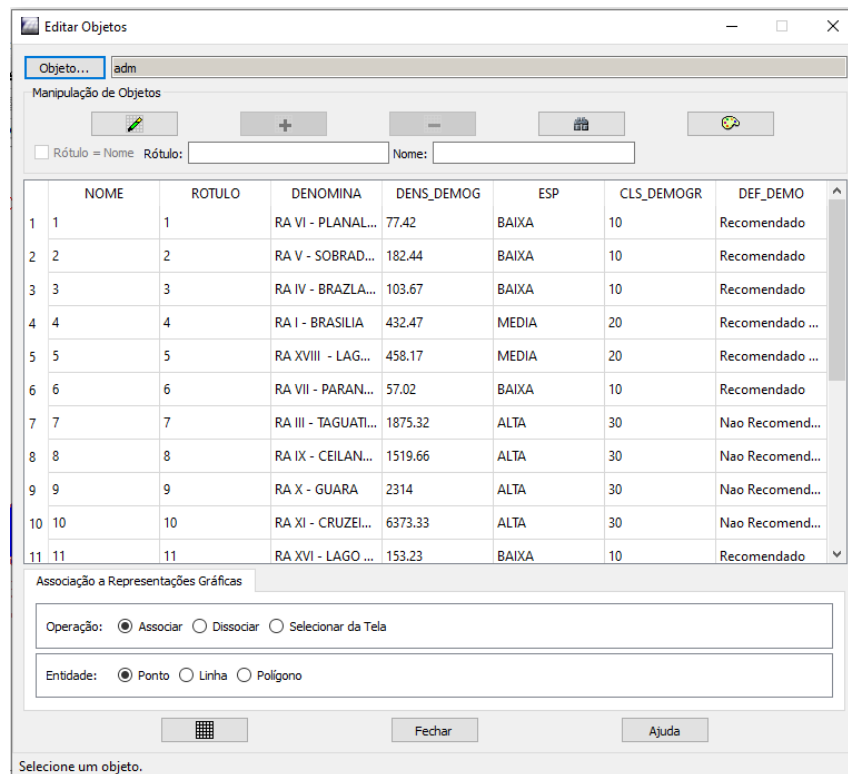 Editar Objetos
Objeto... adm
Manipulação de Objetos
Rótulo = Nome Rótulo: Nome:
NOME ROTULO DENOMINA DENS_DEMOG ESP CLS_DEMOGR DEF_DEMO
1 1 1 RA VI - PLANAL... 77.42 BAIXA 10 Recomendado
2 2 2 RA V - SOBRAD... 182.44 BAIXA 10 Recomendado
3 3 3 RA IV - BRAZLA... 103.67 BAIXA 10 Recomendado
4 4 4 RA I - BRASILIA 432.47 MEDIA 20 Recomendado ...
5 5 5 RA XVIII - LAG... 458.17 MEDIA 20 Recomendado ...
6 6 6 RA VII - PARAN... 57.02 BAIXA 10 Recomendado
7 7 7 RA III - TAGUATI... 1875.32 ALTA 30 Nao Recomend...
8 8 8 RA IX - CEILAN... 1519.66 ALTA 30 Nao Recomend...
9 9 9 RA X - GUARA 2314 ALTA 30 Nao Recomend...
10 10 10 RA XI - CRUZEI... 6373.33 ALTA 30 Nao Recomend...
11 11 11 RA XVI - LAGO ... 153.23 BAIXA 10 Recomendado
Associação a Representações Gráficas
Operação: Associar Dissociar Selecionar da Tela
Entidade: Ponto Linha Polígono
Fechar Ajuda
Selecione um objeto.